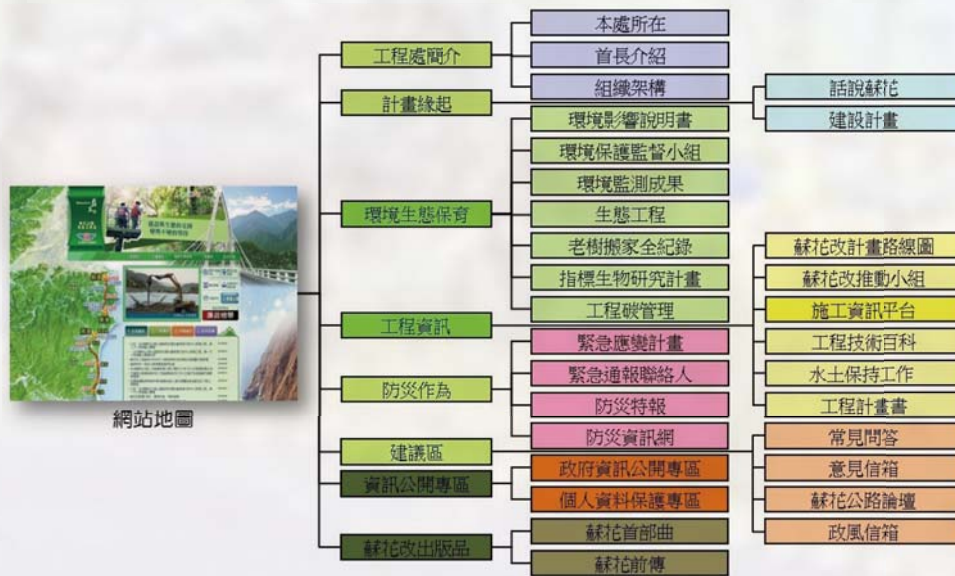 工程處簡介
本處所在
首長介紹
組織架構
計畫緣起
話說蘇花
建設計畫
環境生態保育
環境影響說明書
環境保護監督小組
環境監測成果
生態工程
老樹搬家全紀錄
指標生物研究計畫
工程碳管理
工程資訊
蘇花改計畫路線圖
蘇花改推動小組
施工資訊平台
工程技術百科
水土保持工作
工程計畫書
防災作為
緊急應變計畫
緊急通報聯絡人
防災特報
防災資訊網
建議區
常見問答
意見信箱
蘇花公路論壇
政風信箱
資訊公開專區
政府資訊公開專區
個人資料保護專區
蘇花改出版品
蘇花首部曲
蘇花前傳
網站地圖